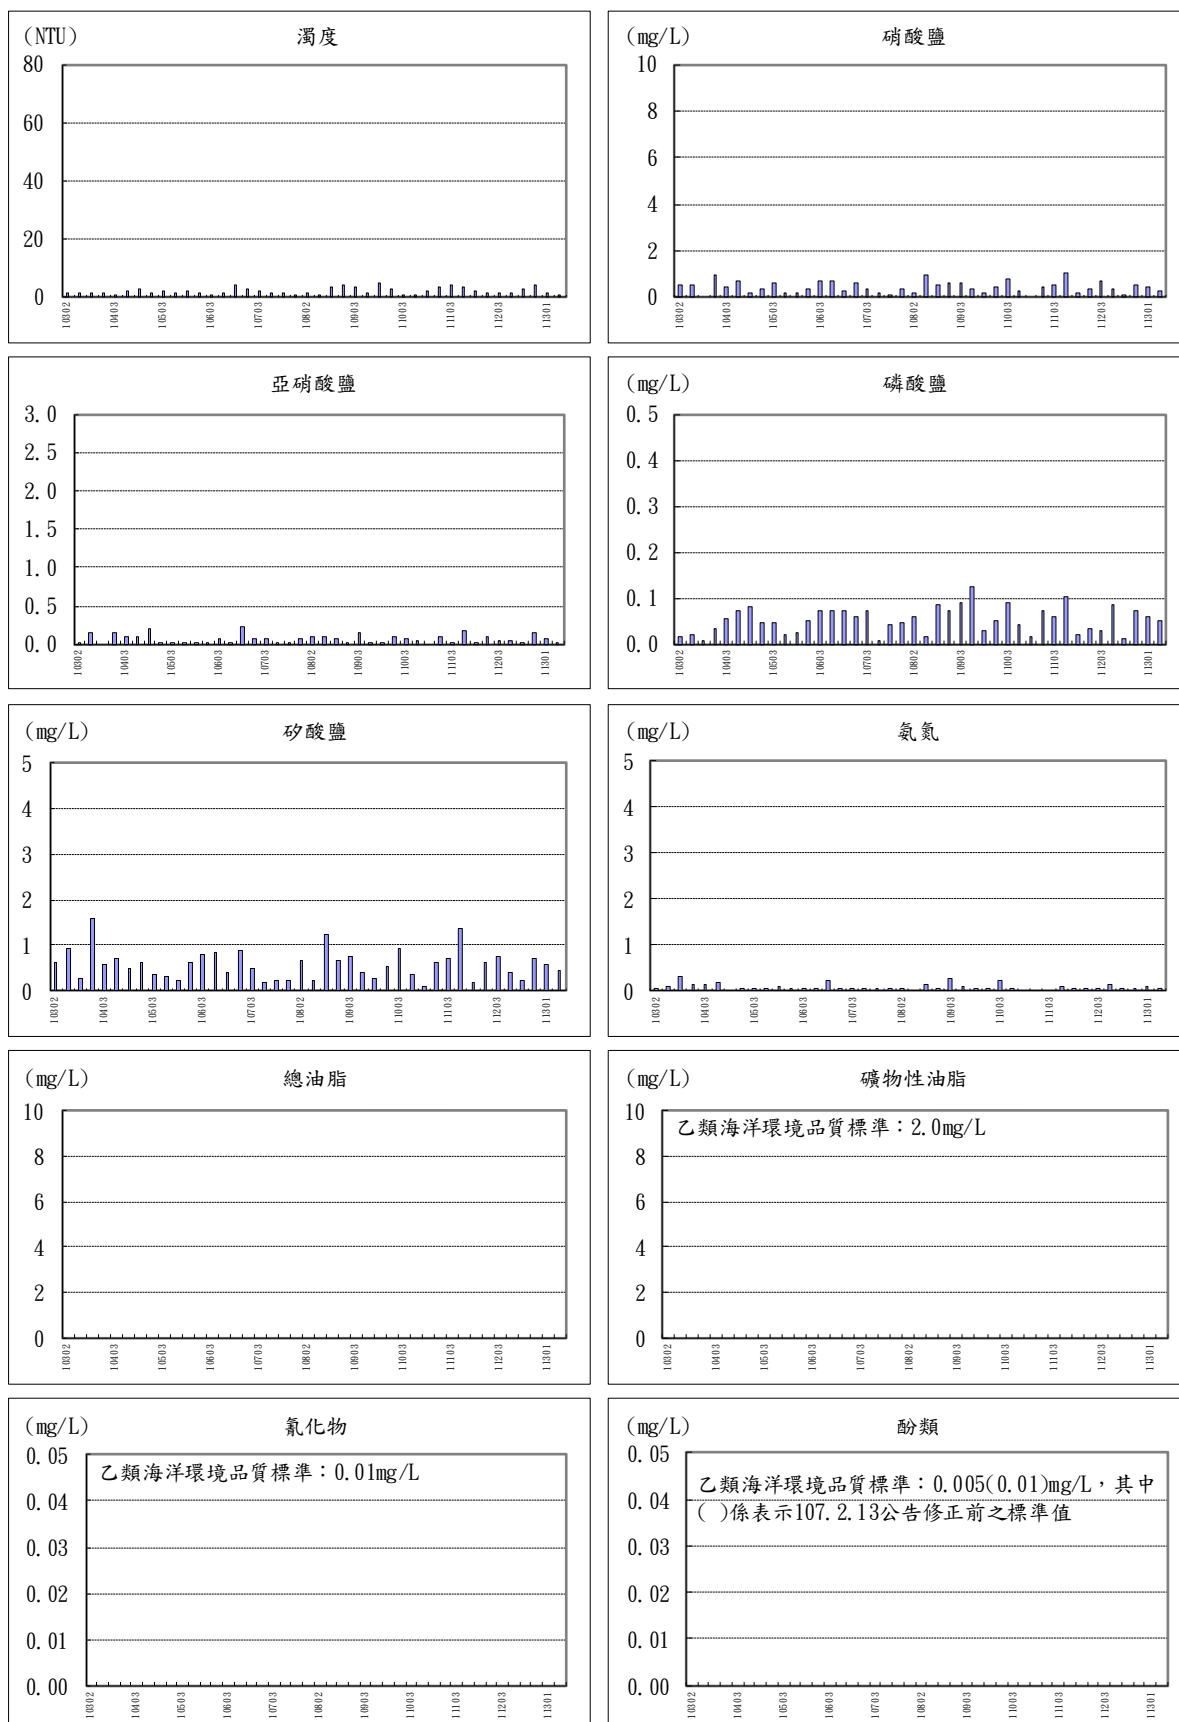 (NTU) 濁度
80
60
40
20
0
10302 10403 10503 10603 10703 10802 10903 11003 11103 11203 11301
(mg/L) 硝酸鹽
10
8
6
4
2
0
10302 10403 10503 10603 10703 10802 10903 11003 11103 11203 11301
亞硝酸鹽
3.0
2.5
2.0
1.5
1.0
0.5
0.0
10302 10403 10503 10603 10703 10802 10903 11003 11103 11203 11301
(mg/L) 磷酸鹽
0.5
0.4
0.3
0.2
0.1
0.0
10302 10403 10503 10603 10703 10802 10903 11003 11103 11203 11301
(mg/L) 矽酸鹽
5
4
3
2
1
0
10302 10403 10503 10603 10703 10802 10903 11003 11103 11203 11301
(mg/L) 氨氮
5
4
3
2
1
0
10302 10403 10503 10603 10703 10802 10903 11003 11103 11203 11301
(mg/L) 總油脂
10
8
6
4
2
0
10302 10403 10503 10603 10703 10802 10903 11003 11103 11203 11301
(mg/L) 礦物性油脂
10
乙類海洋環境品質標準：2.0mg/L
8
6
4
2
0
10302 10403 10503 10603 10703 10802 10903 11003 11103 11203 11301
(mg/L) 氰化物
0.05
乙類海洋環境品質標準：0.01mg/L
0.04
0.03
0.02
0.01
0.00
10302 10403 10503 10603 10703 10802 10903 11003 11103 11203 11301
(mg/L) 酚類
0.05
乙類海洋環境品質標準：0.005(0.01)mg/L，其中
( )係表示107.2.13公告修正前之標準值
0.04
0.03
0.02
0.01
0.00
10302 10403 10503 10603 10703 10802 10903 11003 11103 11203 11301